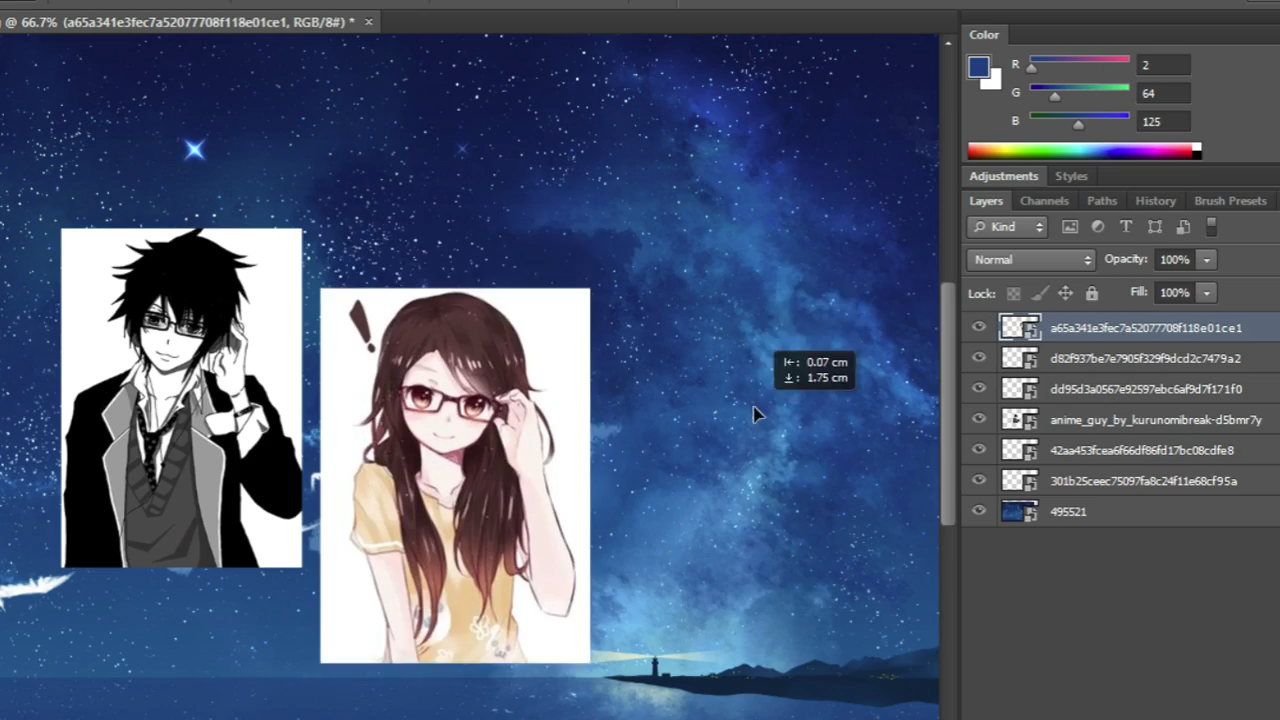 @ 66.7% (a65a341e3fec7a52077708f118e01ce1, RGB/8#) *
Color
R 2
G 64
B 125
Adjustments Styles
Layers Channels Paths History Brush Presets
Kind
Normal Opacity: 100%
Lock: Fill: 100%
a65a341e3fec7a52077708f118e01ce1
d82f937be7e7905f329f9dcd2c7479a2
dd95d3a0567e92597ebc6af9d7f171f0
anime_guy_by_kurunomibreak-d5bmr7y
42aa453fcea6f66df86fd17bc08cdfe8
301b25ceec75097fa8c24f11e68cf95a
495521
: 0.07 cm
: 1.75 cm